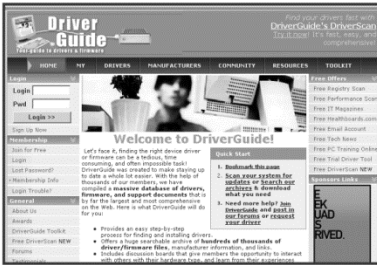 Driver
Guide
Your guide to drivers & firmware
Find your drivers fast with
DriverGuide's DriverScan
Try it now! It's fast, easy, and
comprehensive
HOME MY DRIVERS MANUFACTURERS COMMUNITY RESOURCES TOOLKIT
Login
Login
Pwd
Login >>
Sign Up Now
Membership
Join for Free
Login
Lost Password?
Membership Info
Login Trouble?
General
About Us
Awards
DriverGuide Toolkit
Free DriverScan NEW
Forums
Testimonials
Welcome to DriverGuide!
Let's face it, finding the right device driver
or firmware can be a tedious, time
consuming, and often impossible task!
DriverGuide was created to make staying up
to date a whole lot easier. With the help of
thousands of our members, we have
compiled a massive database of drivers,
firmware, and support documents that is
by far the largest and most comprehensive
on the Web. Here is what DriverGuide will do
for you:
• Provides an easy step-by-step
process for finding and installing drivers.
• Offers a huge searchable archive of hundreds of thousands of
driver/firmware files, manufacturer information, and links.
• Includes discussion boards that give members the opportunity to interact
with others with their hardware type, and learn from their experiences
Quick Start
1. Bookmark this page
2. Scan your system for
updates or Search our
archives & download
what you need
3. Need more help? Join
DriverGuide and post in
our forums or request
your driver
Free Offers
Free Registry Scan
Free Performance Scan
Free IT Magazines
Free Healthboards.com
Free Email Account
Free Tech News
Free PC Training Online
Free Trial Driver Tool
Free DriverScan NEW
Sponsors Links
E
EK
UAD
S
RIVED.